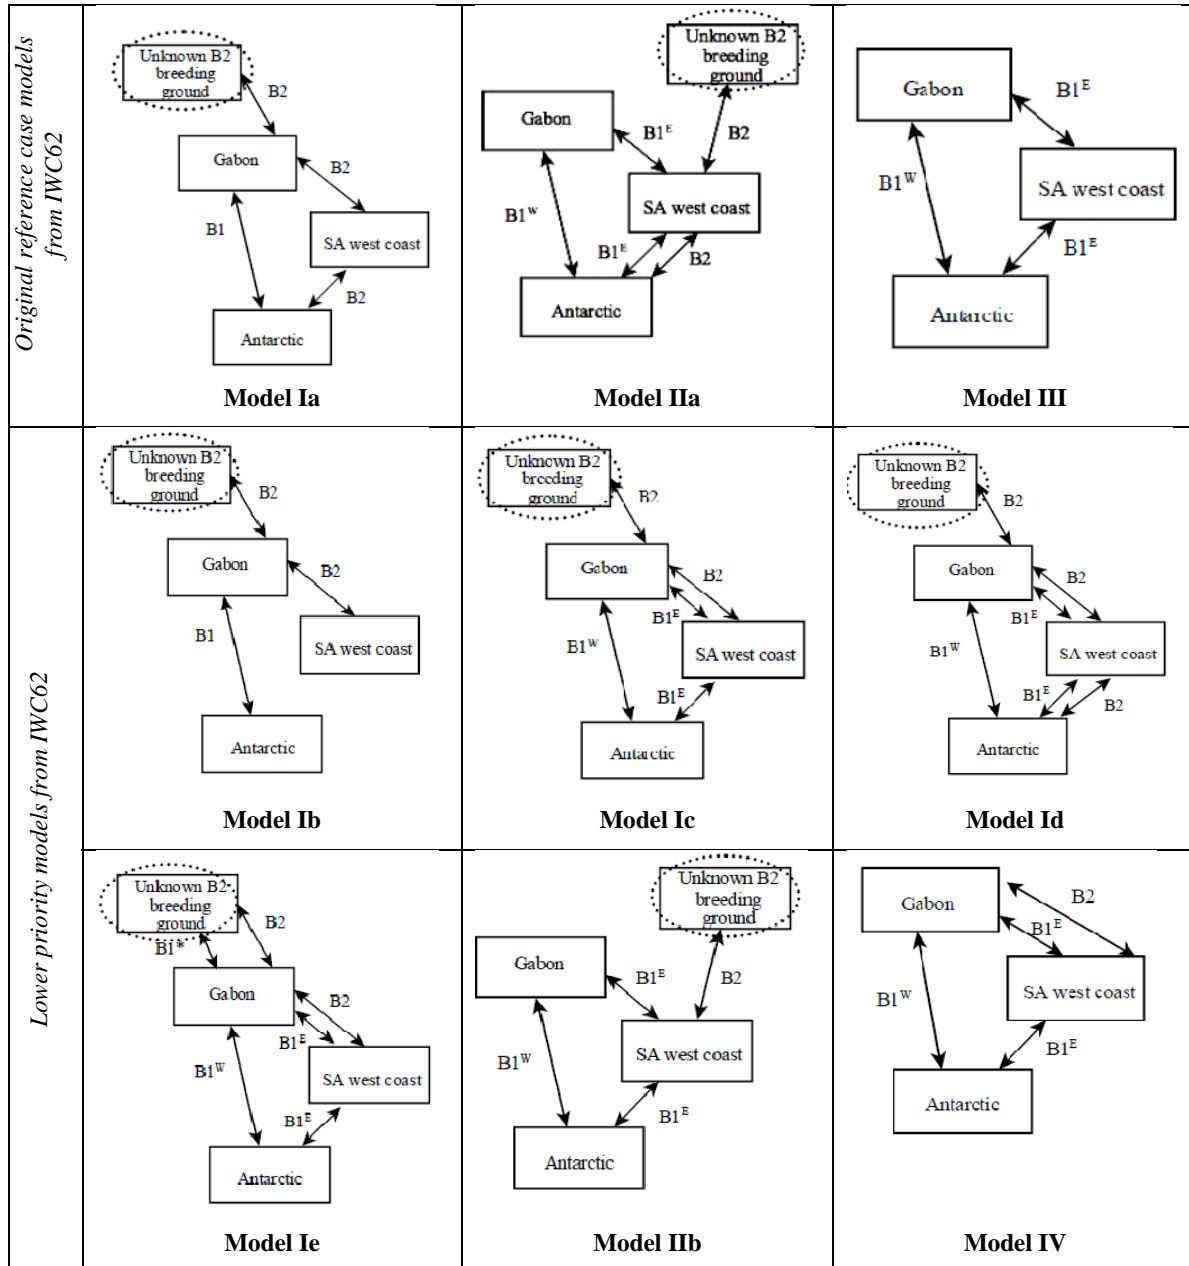 Original reference case models
from IWC62
Unknown B2
breeding
ground
B2
Gabon
B2
B1
SA west coast
B2
Antarctic
Model Ia
Unknown B2
breeding
ground
Gabon
B1ᴱ
B2
SA west coast
B1ᵂ
B1ᴱ
B2
Antarctic
Model IIa
Gabon
B1ᴱ
B1ᵂ
SA west coast
B1ᴱ
Antarctic
Model III
Lower priority models from IWC62
Unknown B2
breeding
ground
B2
Gabon
B2
B1
SA west coast
Antarctic
Model Ib
Unknown B2
breeding
ground
B2
Gabon
B2
B1ᴱ
B1ᵂ
SA west coast
B1ᴱ
Antarctic
Model Ic
Unknown B2
breeding
ground
B2
Gabon
B2
B1ᴱ
B1ᵂ
SA west coast
B1ᴱ
B2
Antarctic
Model Id
Unknown B2
breeding
ground
B2
B1*
Gabon
B2
B1ᴱ
B1ᵂ
SA west coast
B1ᴱ
Antarctic
Model Ie
Unknown B2
breeding
ground
Gabon
B1ᴱ
B2
SA west coast
B1ᵂ
B1ᴱ
Antarctic
Model IIb
Gabon
B2
B1ᴱ
B1ᵂ
SA west coast
B1ᴱ
Antarctic
Model IV